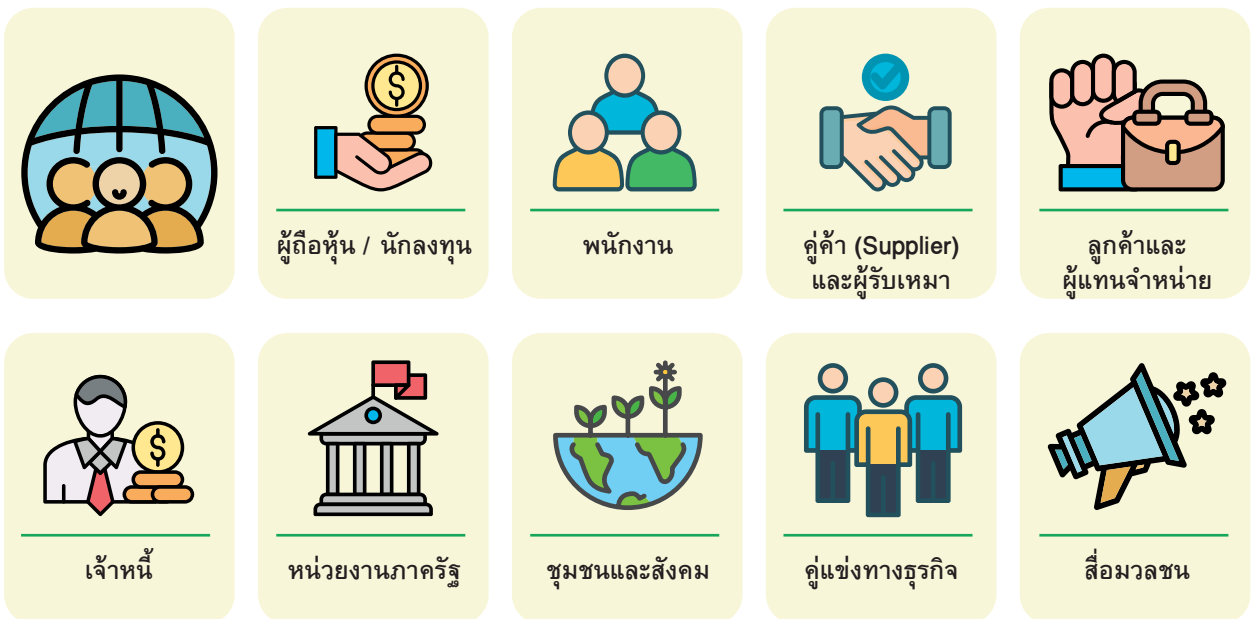 ผู้ถือหุ้น / นักลงทุน
พนักงาน
คู่ค้า (Supplier)
และผู้รับเหมา
ลูกค้าและ
ผู้แทนจำหน่าย
เจ้าหนี้
หน่วยงานภาครัฐ
ชุมชนและสังคม
คู่แข่งทางธุรกิจ
สื่อมวลชน